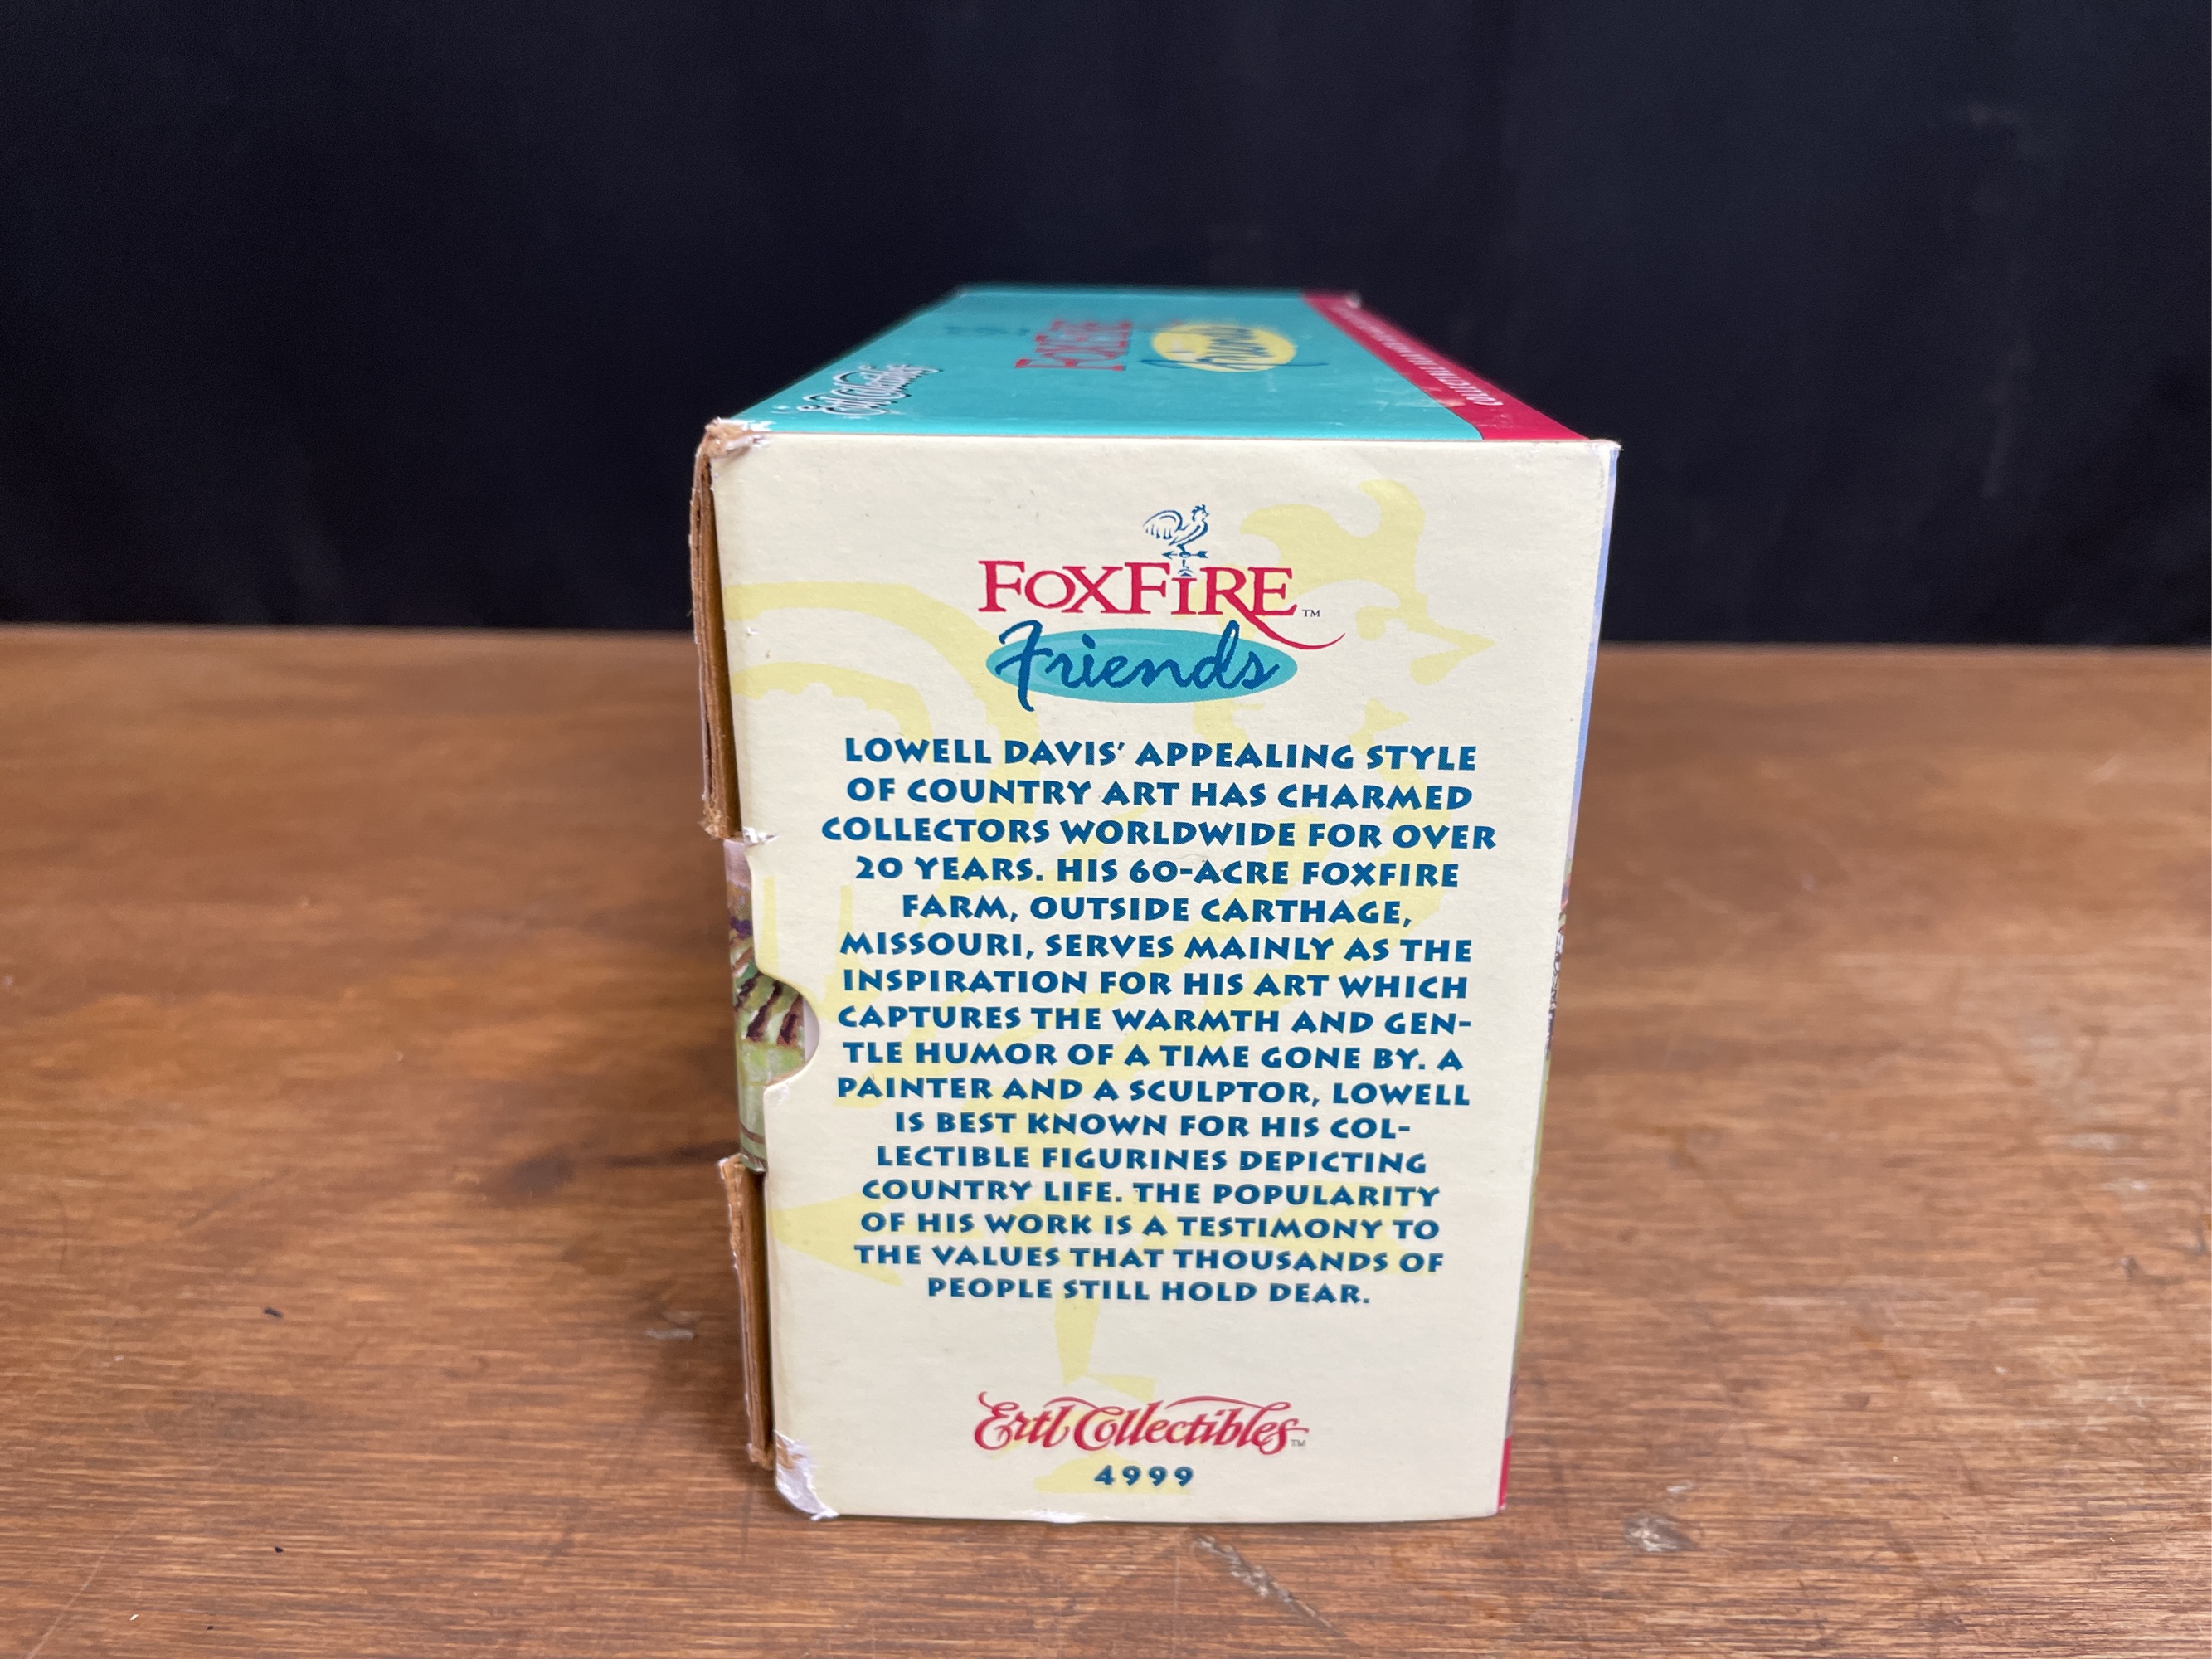 Ertl Collectibles
FOXFIRE
Friends
FOXFIRE™
Friends
LOWELL DAVIS' APPEALING STYLE
OF COUNTRY ART HAS CHARMED
COLLECTORS WORLDWIDE FOR OVER
20 YEARS. HIS 60-ACRE FOXFIRE
FARM, OUTSIDE CARTHAGE,
MISSOURI, SERVES MAINLY AS THE
INSPIRATION FOR HIS ART WHICH
CAPTURES THE WARMTH AND GEN-
TLE HUMOR OF A TIME GONE BY. A
PAINTER AND A SCULPTOR, LOWELL
IS BEST KNOWN FOR HIS COL-
LECTIBLE FIGURINES DEPICTING
COUNTRY LIFE. THE POPULARITY
OF HIS WORK IS A TESTIMONY TO
THE VALUES THAT THOUSANDS OF
PEOPLE STILL HOLD DEAR.
Ertl Collectibles™
4999